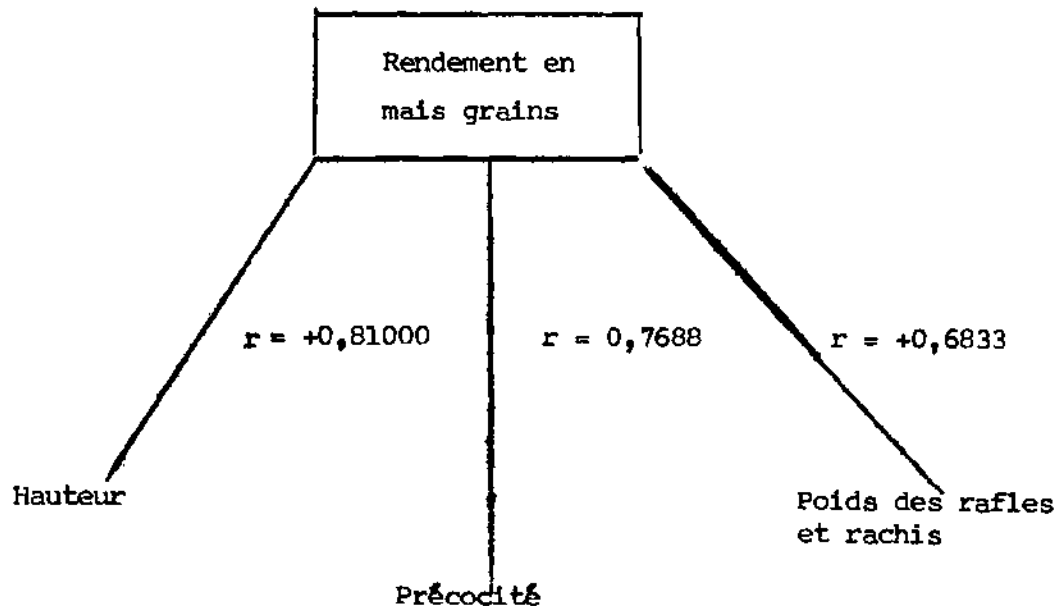 Rendement en
mais grains
r = +0,81000
r = 0,7688
r = +0,6833
Hauteur
Poids des rafles
et rachis
Précocité